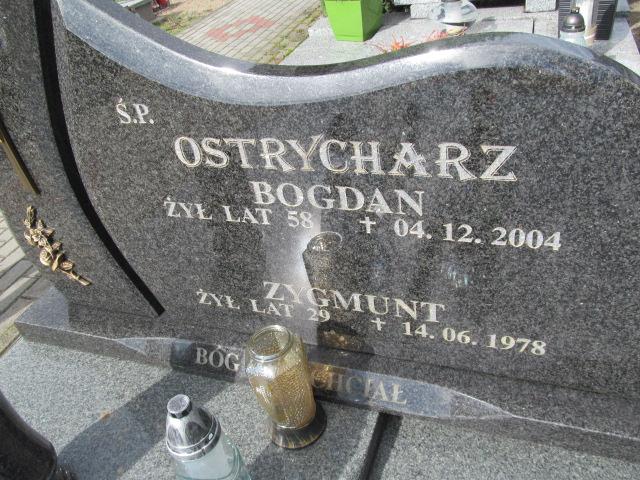 Ś.P.
OSTRYCHARZ
BOGDAN
ŻYŁ LAT 58 † 04.12.2004
ZYGMUNT
ŻYŁ LAT 29 † 14.06.1978
CHCIAŁ